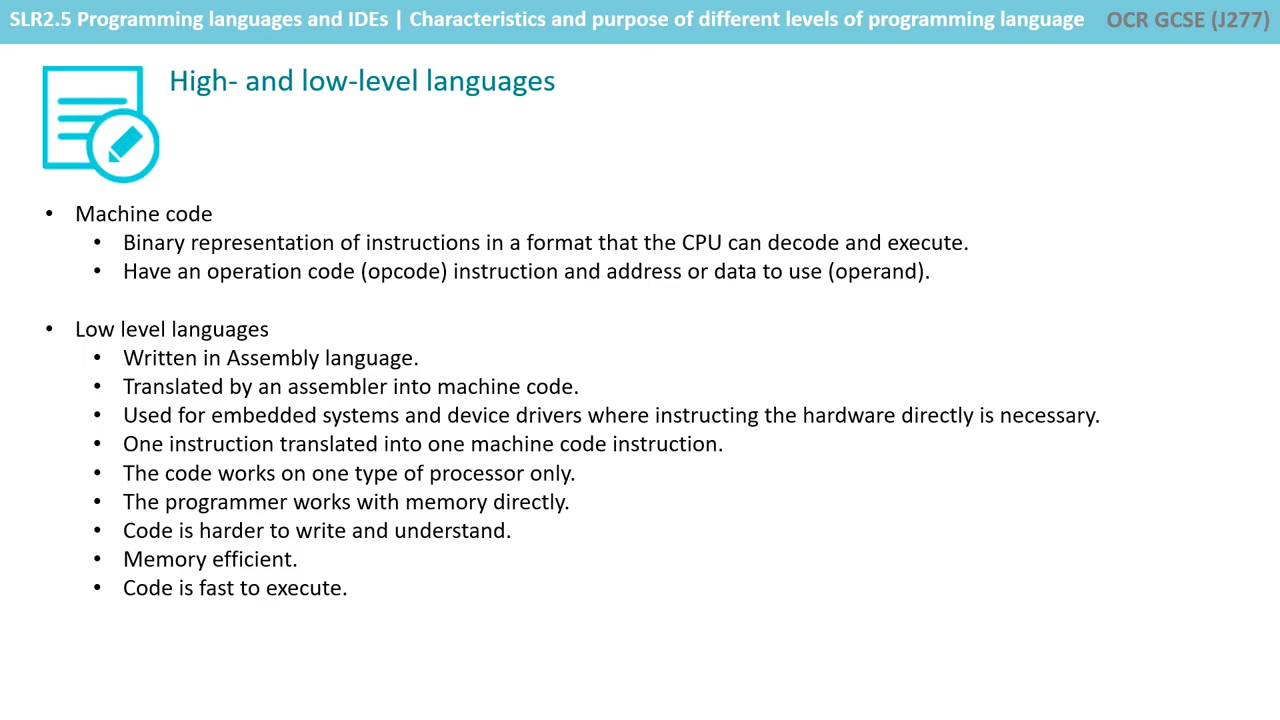 SLR2.5 Programming languages and IDEs | Characteristics and purpose of different levels of programming language OCR GCSE (J277)
High- and low-level languages
• Machine code
• Binary representation of instructions in a format that the CPU can decode and execute.
• Have an operation code (opcode) instruction and address or data to use (operand).
• Low level languages
• Written in Assembly language.
• Translated by an assembler into machine code.
• Used for embedded systems and device drivers where instructing the hardware directly is necessary.
• One instruction translated into one machine code instruction.
• The code works on one type of processor only.
• The programmer works with memory directly.
• Code is harder to write and understand.
• Memory efficient.
• Code is fast to execute.